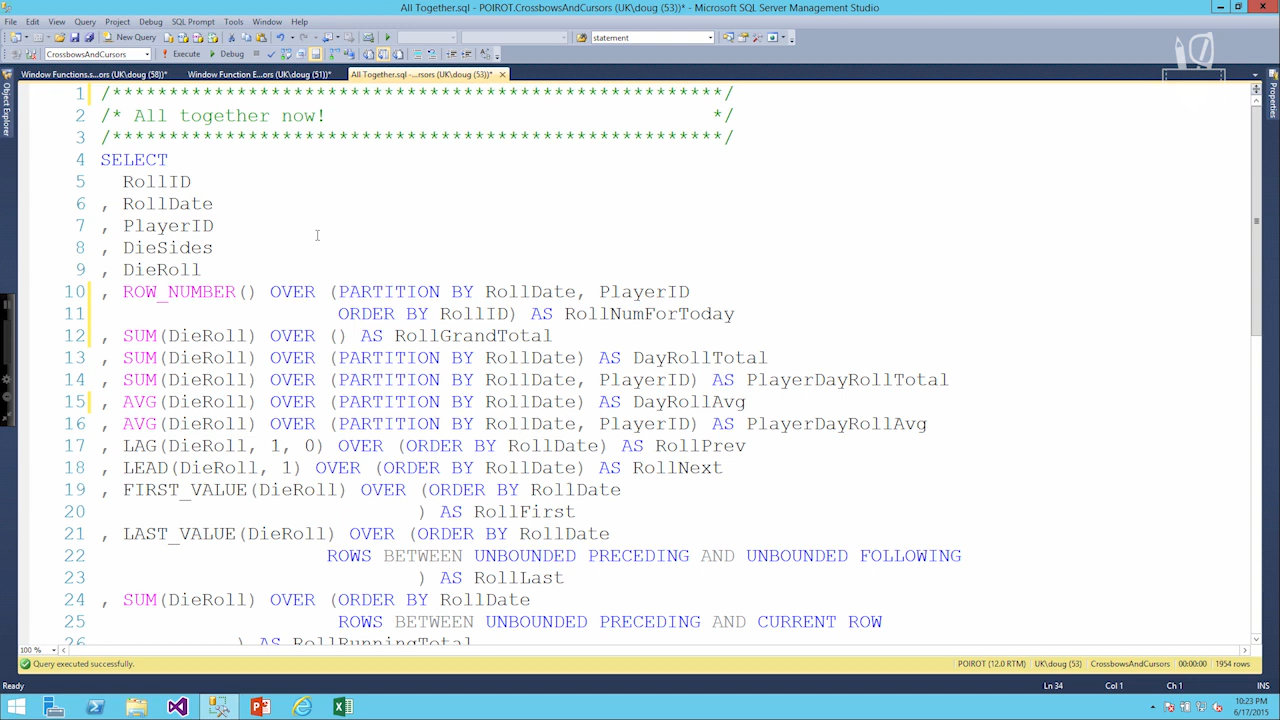 All Together.sql - POIROT.CrossbowsAndCursors (UK\doug (53))* - Microsoft SQL Server Management Studio
File Edit View Query Project Debug SQL Prompt Tools Window Help
New Query statement
CrossbowsAndCursors Execute Debug
Window Functions.s...ors (UK\doug (58))* Window Function E...ors (UK\doug (51))* All Together.sql -...rsors (UK\doug (53))*
Object Explorer
Properties
1 /******************************************************/
2 /* All together now! */
3 /******************************************************/
4 SELECT
5 RollID
6 , RollDate
7 , PlayerID
8 , DieSides
9 , DieRoll
10 , ROW_NUMBER() OVER (PARTITION BY RollDate, PlayerID
11 ORDER BY RollID) AS RollNumForToday
12 , SUM(DieRoll) OVER () AS RollGrandTotal
13 , SUM(DieRoll) OVER (PARTITION BY RollDate) AS DayRollTotal
14 , SUM(DieRoll) OVER (PARTITION BY RollDate, PlayerID) AS PlayerDayRollTotal
15 , AVG(DieRoll) OVER (PARTITION BY RollDate) AS DayRollAvg
16 , AVG(DieRoll) OVER (PARTITION BY RollDate, PlayerID) AS PlayerDayRollAvg
17 , LAG(DieRoll, 1, 0) OVER (ORDER BY RollDate) AS RollPrev
18 , LEAD(DieRoll, 1) OVER (ORDER BY RollDate) AS RollNext
19 , FIRST_VALUE(DieRoll) OVER (ORDER BY RollDate
20 ) AS RollFirst
21 , LAST_VALUE(DieRoll) OVER (ORDER BY RollDate
22 ROWS BETWEEN UNBOUNDED PRECEDING AND UNBOUNDED FOLLOWING
23 ) AS RollLast
24 , SUM(DieRoll) OVER (ORDER BY RollDate
25 ROWS BETWEEN UNBOUNDED PRECEDING AND CURRENT ROW
26 ) AS RollRunningTotal
100 %
Query executed successfully. POIROT (12.0 RTM) UK\doug (53) CrossbowsAndCursors 00:00:00 1954 rows
Ready Ln 34 Col 1 Ch 1 INS
10:23 PM
6/17/2015